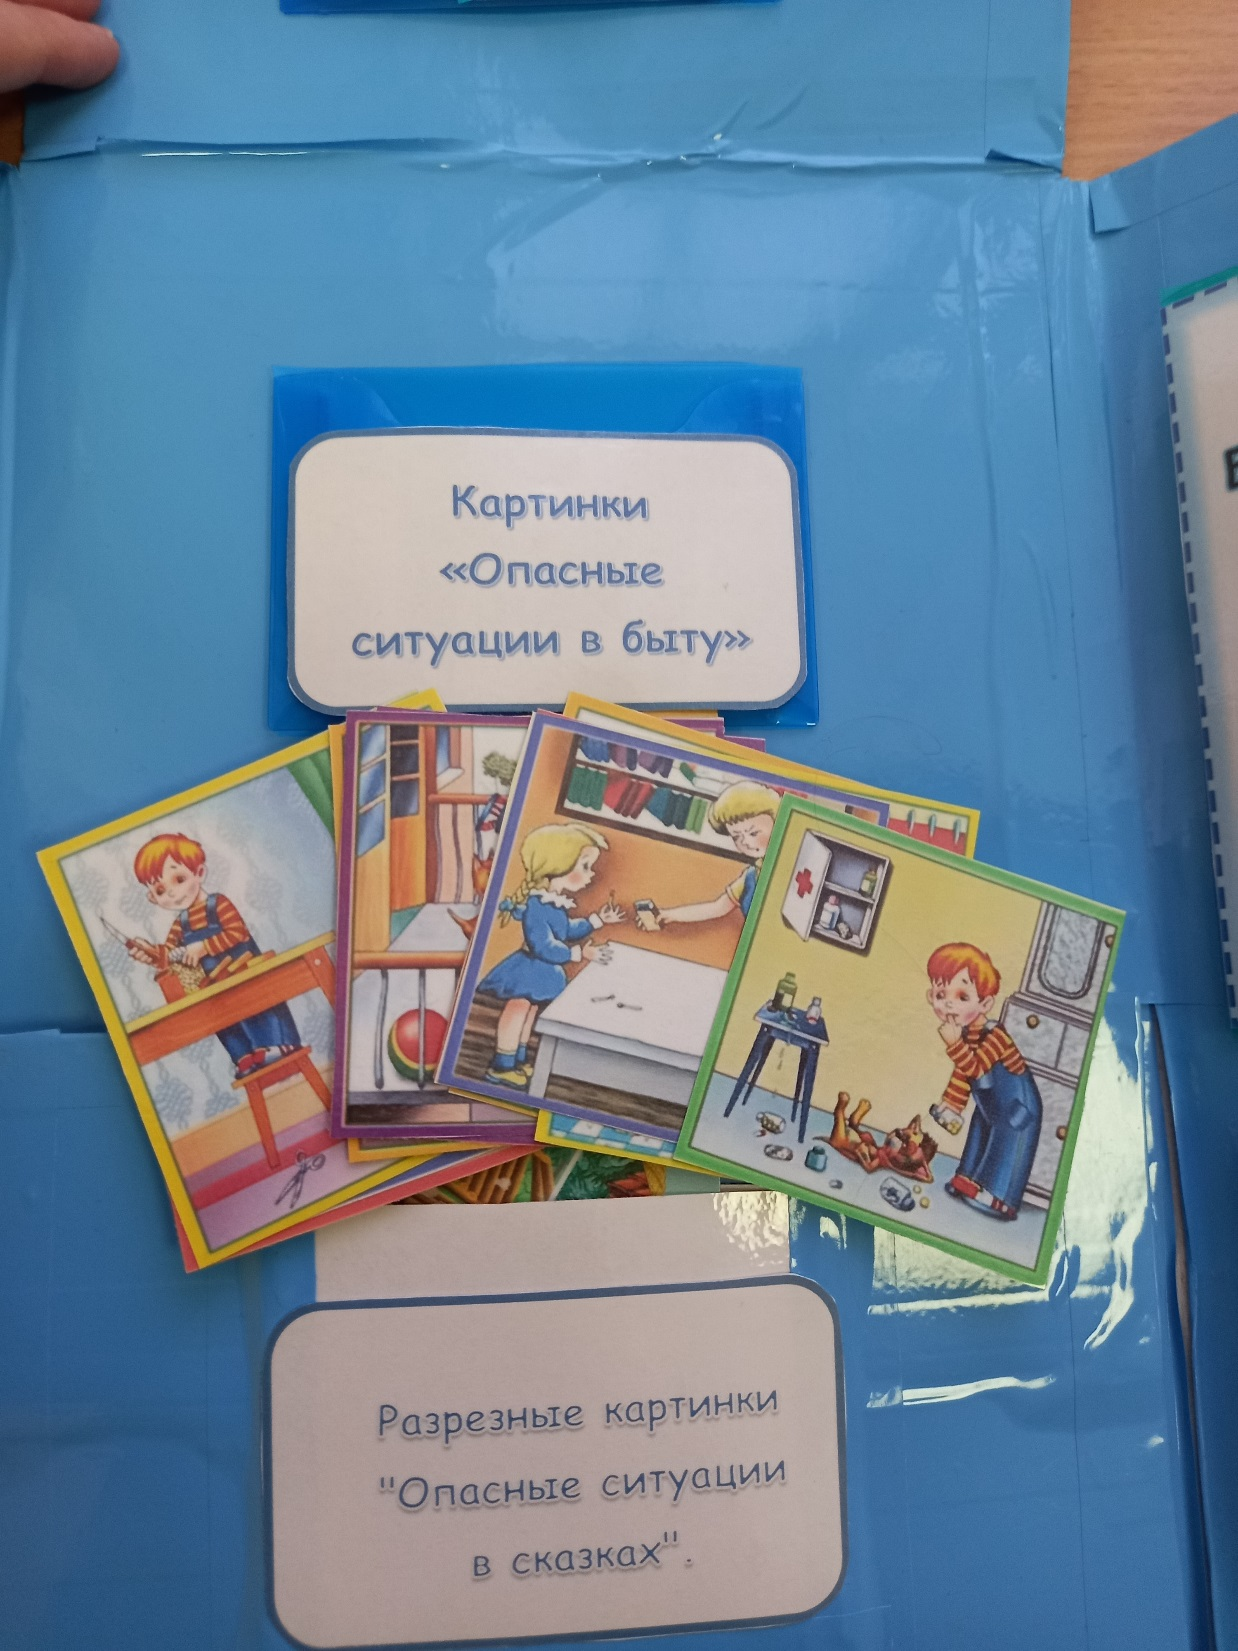 Картинки
«Опасные
ситуации в быту»
Разрезные картинки
"Опасные ситуации
в сказках".